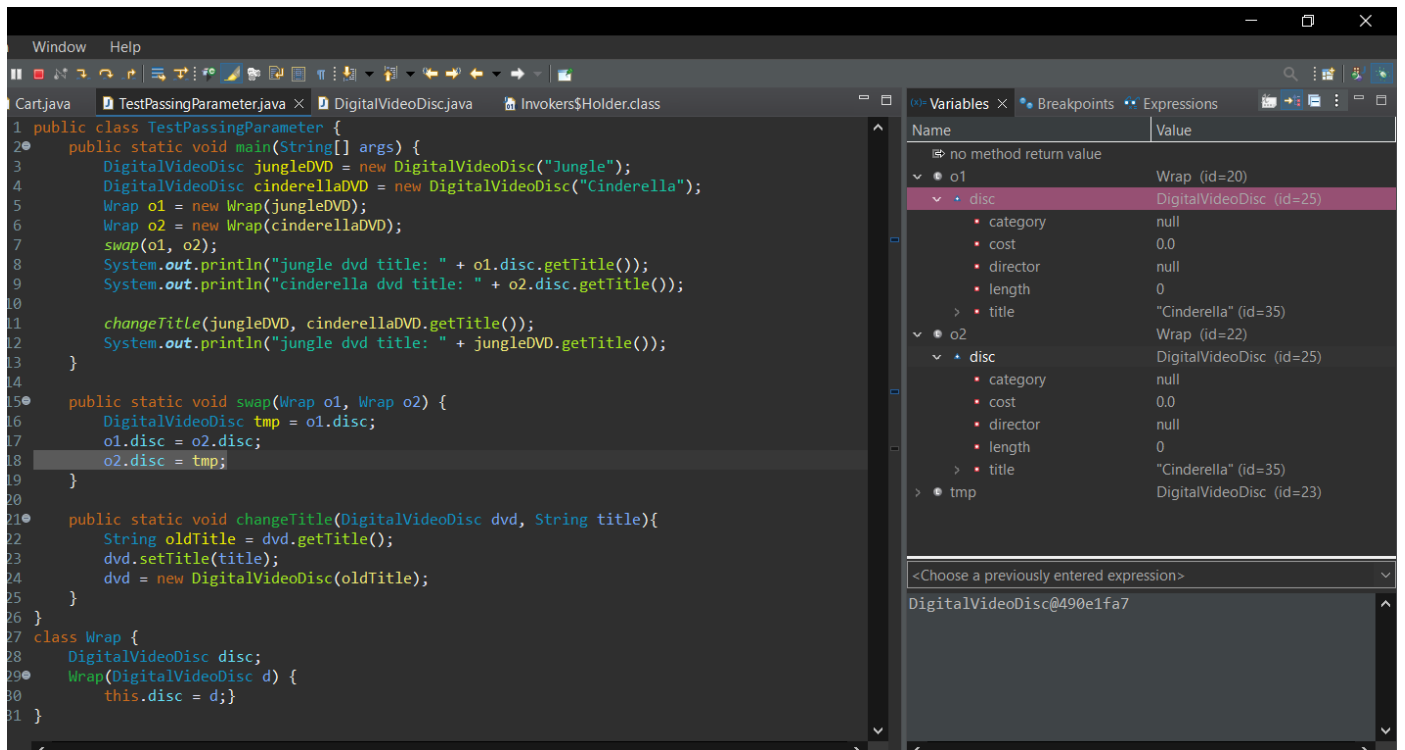 Window Help
Cart.java TestPassingParameter.java DigitalVideoDisc.java Invokers$Holder.class
1 public class TestPassingParameter {
2 public static void main(String[] args) {
3 DigitalVideoDisc jungleDVD = new DigitalVideoDisc("Jungle");
4 DigitalVideoDisc cinderellaDVD = new DigitalVideoDisc("Cinderella");
5 Wrap o1 = new Wrap(jungleDVD);
6 Wrap o2 = new Wrap(cinderellaDVD);
7 swap(o1, o2);
8 System.out.println("jungle dvd title: " + o1.disc.getTitle());
9 System.out.println("cinderella dvd title: " + o2.disc.getTitle());
10
11 changeTitle(jungleDVD, cinderellaDVD.getTitle());
12 System.out.println("jungle dvd title: " + jungleDVD.getTitle());
13 }
14
15 public static void swap(Wrap o1, Wrap o2) {
16 DigitalVideoDisc tmp = o1.disc;
17 o1.disc = o2.disc;
18 o2.disc = tmp;
19 }
20
21 public static void changeTitle(DigitalVideoDisc dvd, String title){
22 String oldTitle = dvd.getTitle();
23 dvd.setTitle(title);
24 dvd = new DigitalVideoDisc(oldTitle);
25 }
26 }
27 class Wrap {
28 DigitalVideoDisc disc;
29 Wrap(DigitalVideoDisc d) {
30 this.disc = d;}
31 }
(x)= Variables Breakpoints Expressions
Name Value
no method return value
o1 Wrap (id=20)
disc DigitalVideoDisc (id=25)
category null
cost 0.0
director null
length 0
title "Cinderella" (id=35)
o2 Wrap (id=22)
disc DigitalVideoDisc (id=25)
category null
cost 0.0
director null
length 0
title "Cinderella" (id=35)
tmp DigitalVideoDisc (id=23)
<Choose a previously entered expression>
DigitalVideoDisc@490e1fa7